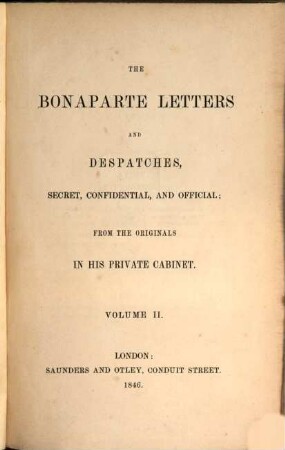 THE
BONAPARTE LETTERS
AND
DESPATCHES,
SECRET, CONFIDENTIAL, AND OFFICIAL:
FROM THE ORIGINALS
IN HIS PRIVATE CABINET.
VOLUME II.
LONDON:
SAUNDERS AND OTLEY, CONDUIT STREET.
1846.